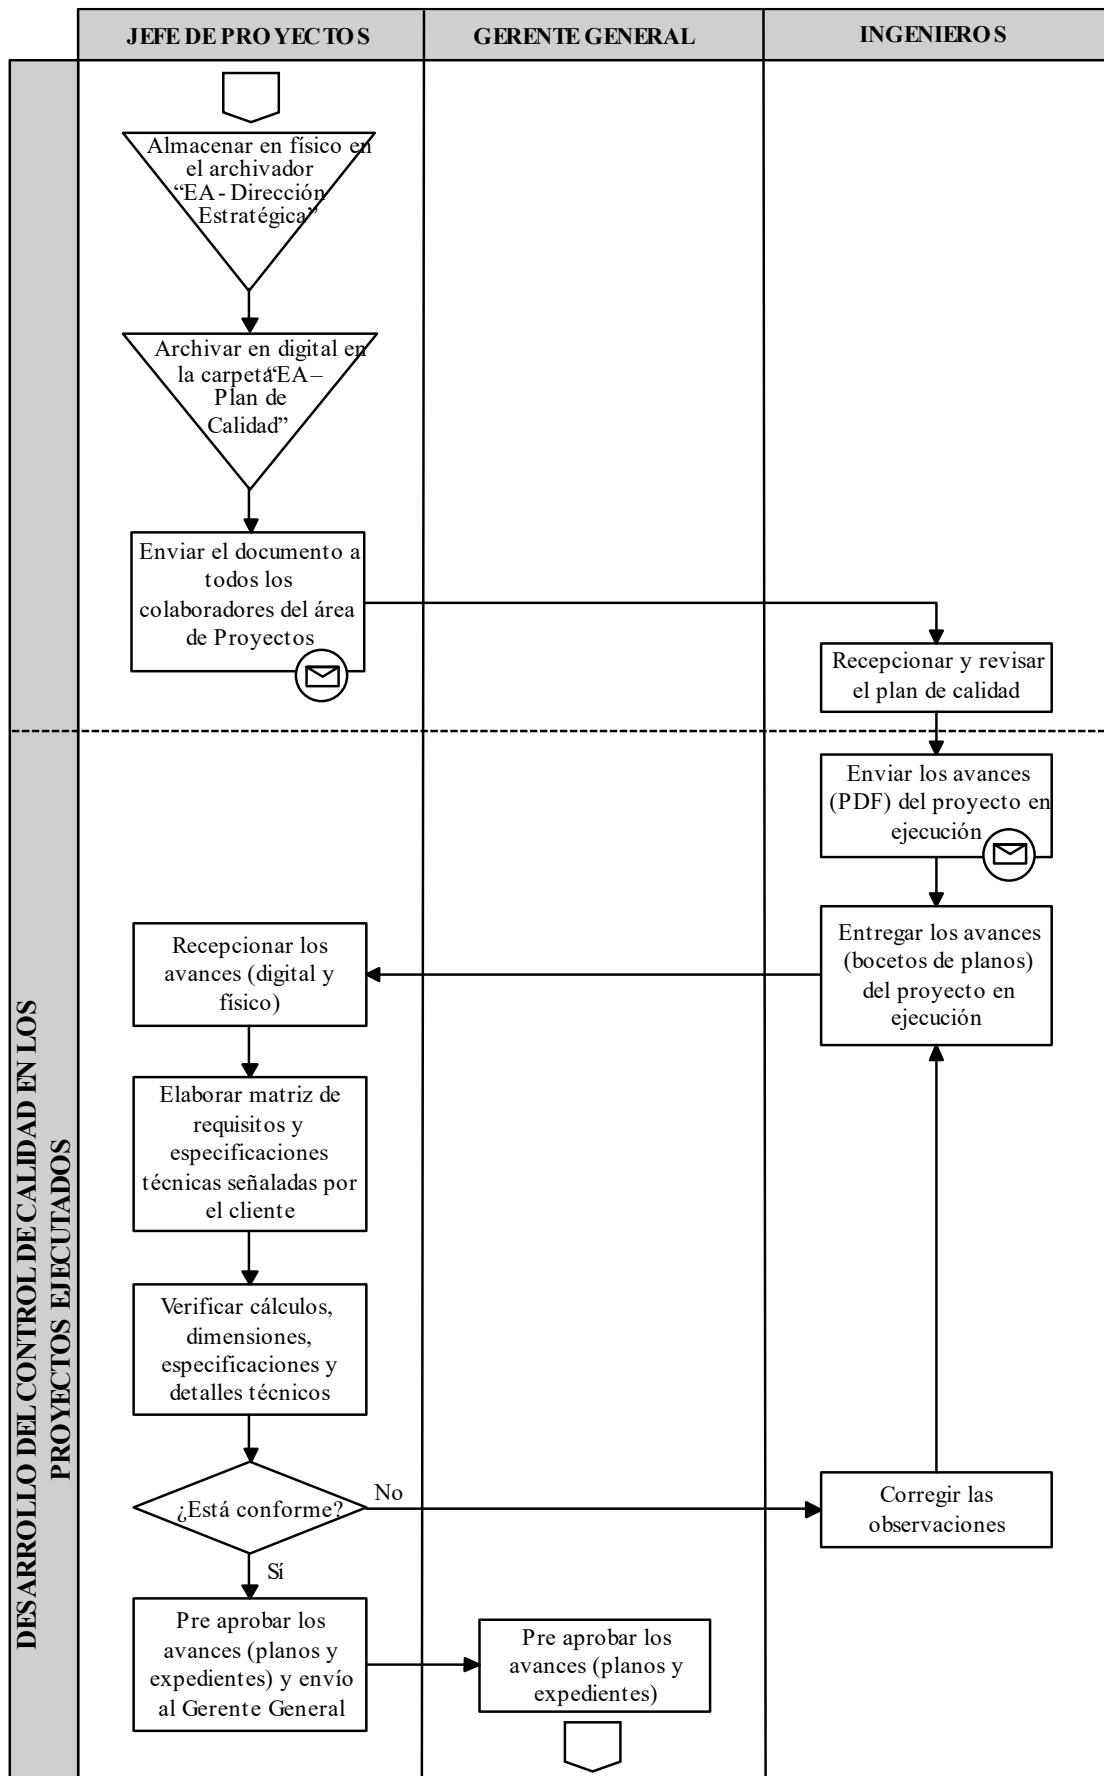 JEFE DE PROYECTOS
GERENTE GENERAL
INGENIEROS
Almacenar en físico en
el archivador
“EA - Dirección
Estratégica”
Archivar en digital en
la carpeta “EA –
Plan de
Calidad”
Enviar el documento a
todos los
colaboradores del área
de Proyectos
Recepcionar y revisar
el plan de calidad
DESARROLLO DEL CONTROL DE CALIDAD EN LOS
PROYECTOS EJECUTADOS
Enviar los avances
(PDF) del proyecto en
ejecución
Entregar los avances
(bocetos de planos)
del proyecto en
ejecución
Recepcionar los
avances (digital y
físico)
Elaborar matriz de
requisitos y
especificaciones
técnicas señaladas por
el cliente
Verificar cálculos,
dimensiones,
especificaciones y
detalles técnicos
¿Está conforme?
No
Corregir las
observaciones
Sí
Pre aprobar los
avances (planos y
expedientes) y envío
al Gerente General
Pre aprobar los
avances (planos y
expedientes)